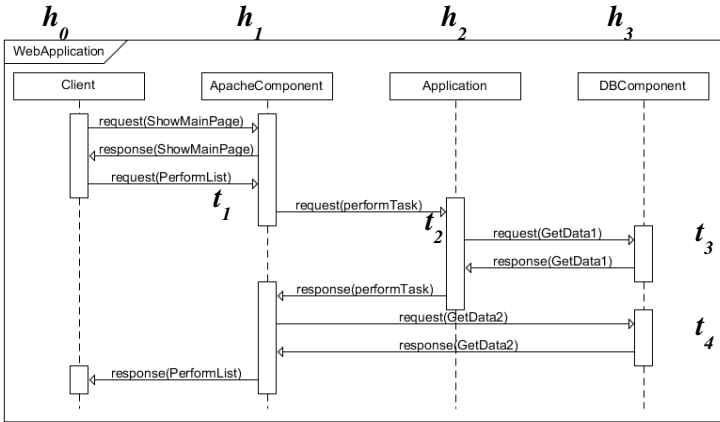 h0 h1 h2 h3
WebApplication
Client ApacheComponent Application DBComponent
request(ShowMainPage)
response(ShowMainPage)
request(PerformList)
t1
request(performTask)
t2
request(GetData1)
t3
response(GetData1)
response(performTask)
request(GetData2)
t4
response(GetData2)
response(PerformList)